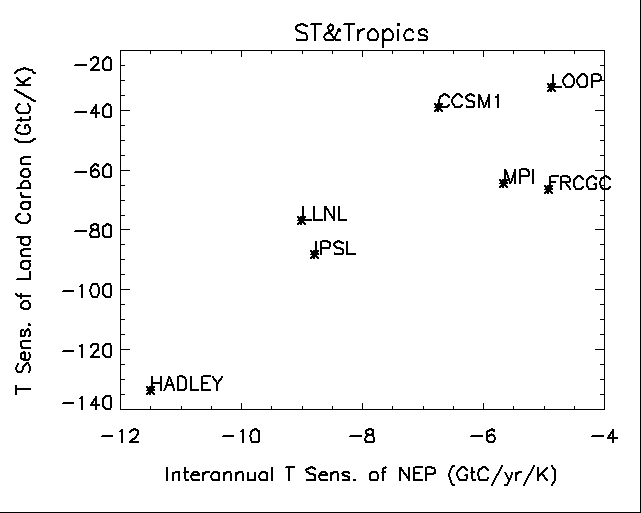 ST&Tropics
T Sens. of Land Carbon (GtC/K)
-20
-40
-60
-80
-100
-120
-140
LOOP
CCSM1
MPI
FRCGC
LLNL
IPSL
HADLEY
-12 -10 -8 -6 -4
Interannual T Sens. of NEP (GtC/yr/K)